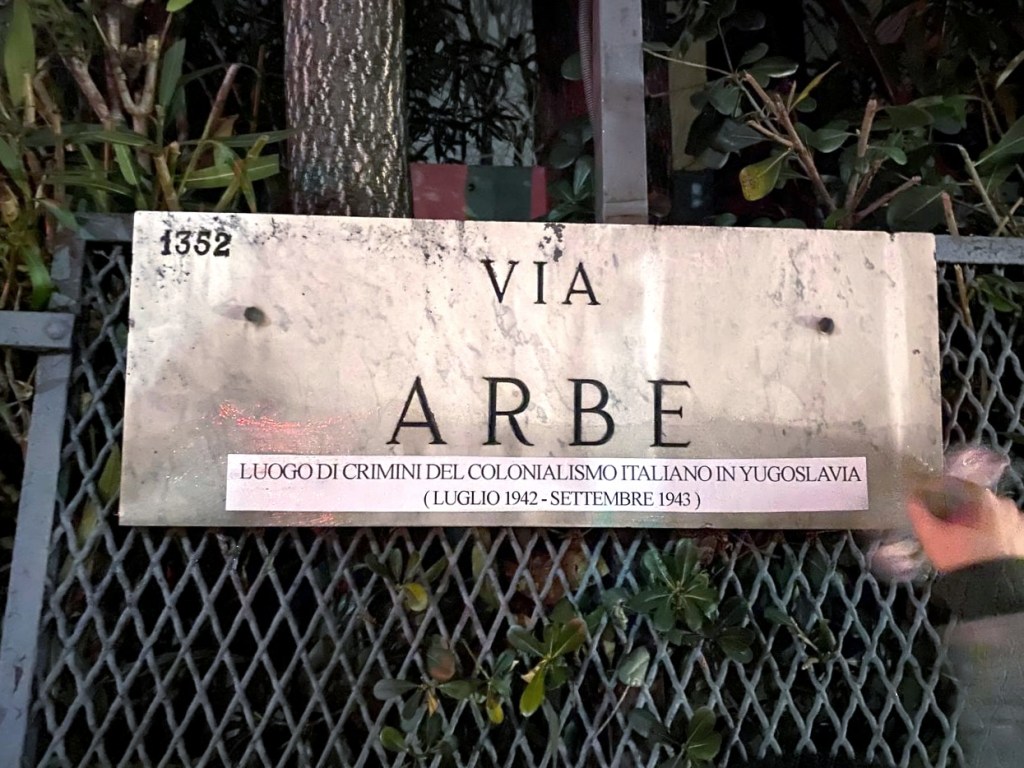 1352
VIA
ARBE
LUOGO DI CRIMINI DEL COLONIALISMO ITALIANO IN YUGOSLAVIA
( LUGLIO 1942 - SETTEMBRE 1943 )